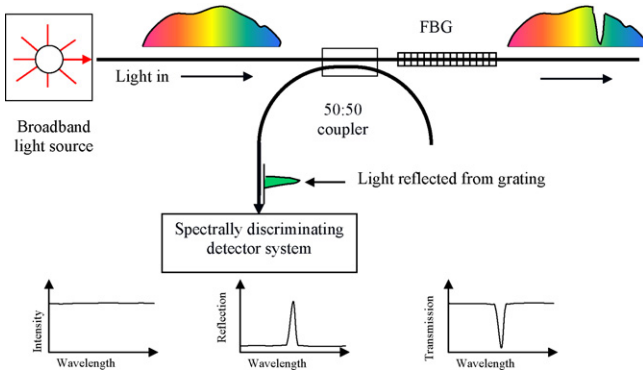 FBG
Light in
Broadband
light source
50:50
coupler
Light reflected from grating
Spectrally discriminating
detector system
Intensity
Wavelength
Reflection
Wavelength
Transmission
Wavelength